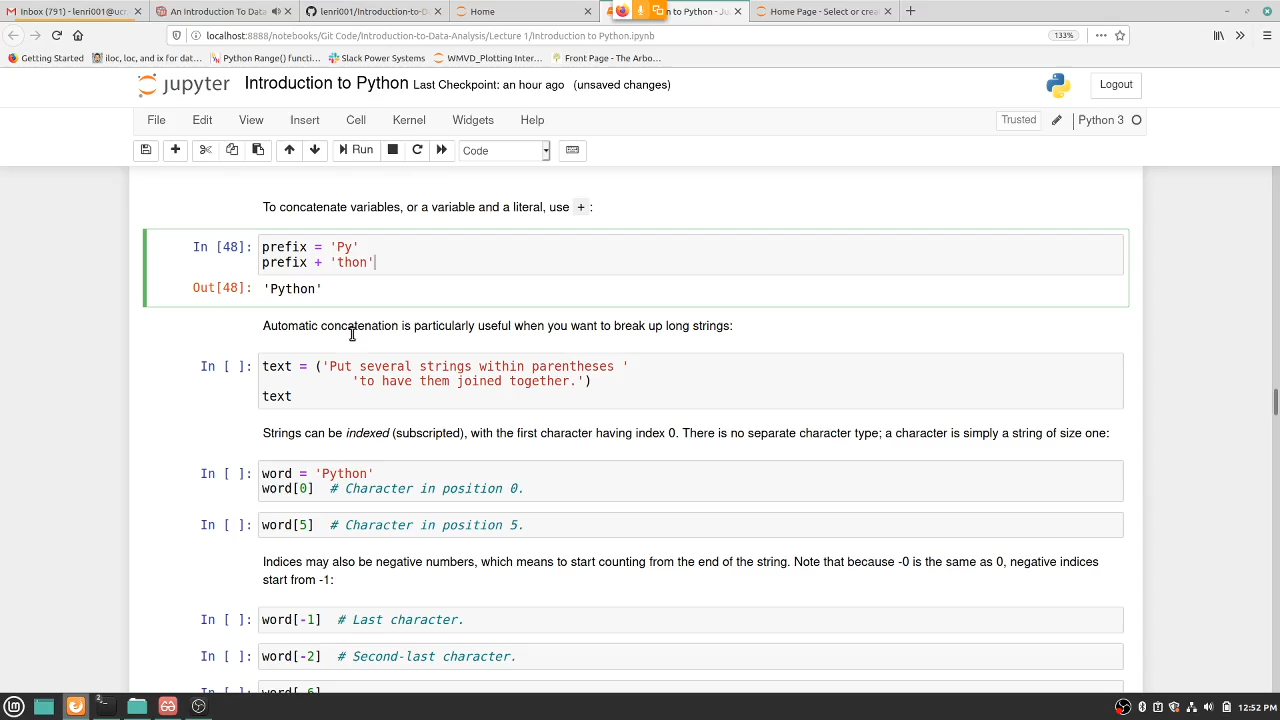 Inbox (791) - lenri001@ucr
An Introduction To Data
lenri001/Introduction-to-D
Home
n to Python - Ju
Home Page - Select or crea
localhost:8888/notebooks/Git Code/Introduction-to-Data-Analysis/Lecture 1/Introduction to Python.ipynb
133%
Getting Started
iloc, loc, and ix for dat...
Python Range() functi...
Slack Power Systems
WMVD_Plotting Inter...
Front Page - The Arbo...
jupyter Introduction to Python Last Checkpoint: an hour ago (unsaved changes)
Logout
File Edit View Insert Cell Kernel Widgets Help
Trusted
Python 3
Run
Code
To concatenate variables, or a variable and a literal, use + :
In [48]: prefix = 'Py'
prefix + 'thon'
Out[48]: 'Python'
Automatic concatenation is particularly useful when you want to break up long strings:
In [ ]: text = ('Put several strings within parentheses '
'to have them joined together.')
text
Strings can be indexed (subscripted), with the first character having index 0. There is no separate character type; a character is simply a string of size one:
In [ ]: word = 'Python'
word[0] # Character in position 0.
In [ ]: word[5] # Character in position 5.
Indices may also be negative numbers, which means to start counting from the end of the string. Note that because -0 is the same as 0, negative indices
start from -1:
In [ ]: word[-1] # Last character.
In [ ]: word[-2] # Second-last character.
In [ ]: word[-6]
12:52 PM